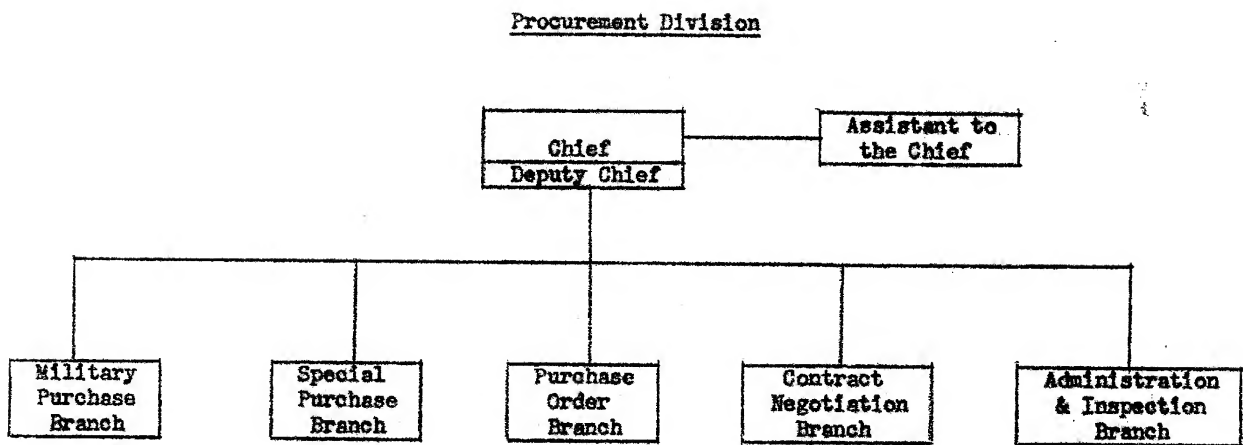 Procurement Division
Chief
Deputy Chief
Assistant to
the Chief
Military
Purchase
Branch
Special
Purchase
Branch
Purchase
Order
Branch
Contract
Negotiation
Branch
Administration
& Inspection
Branch